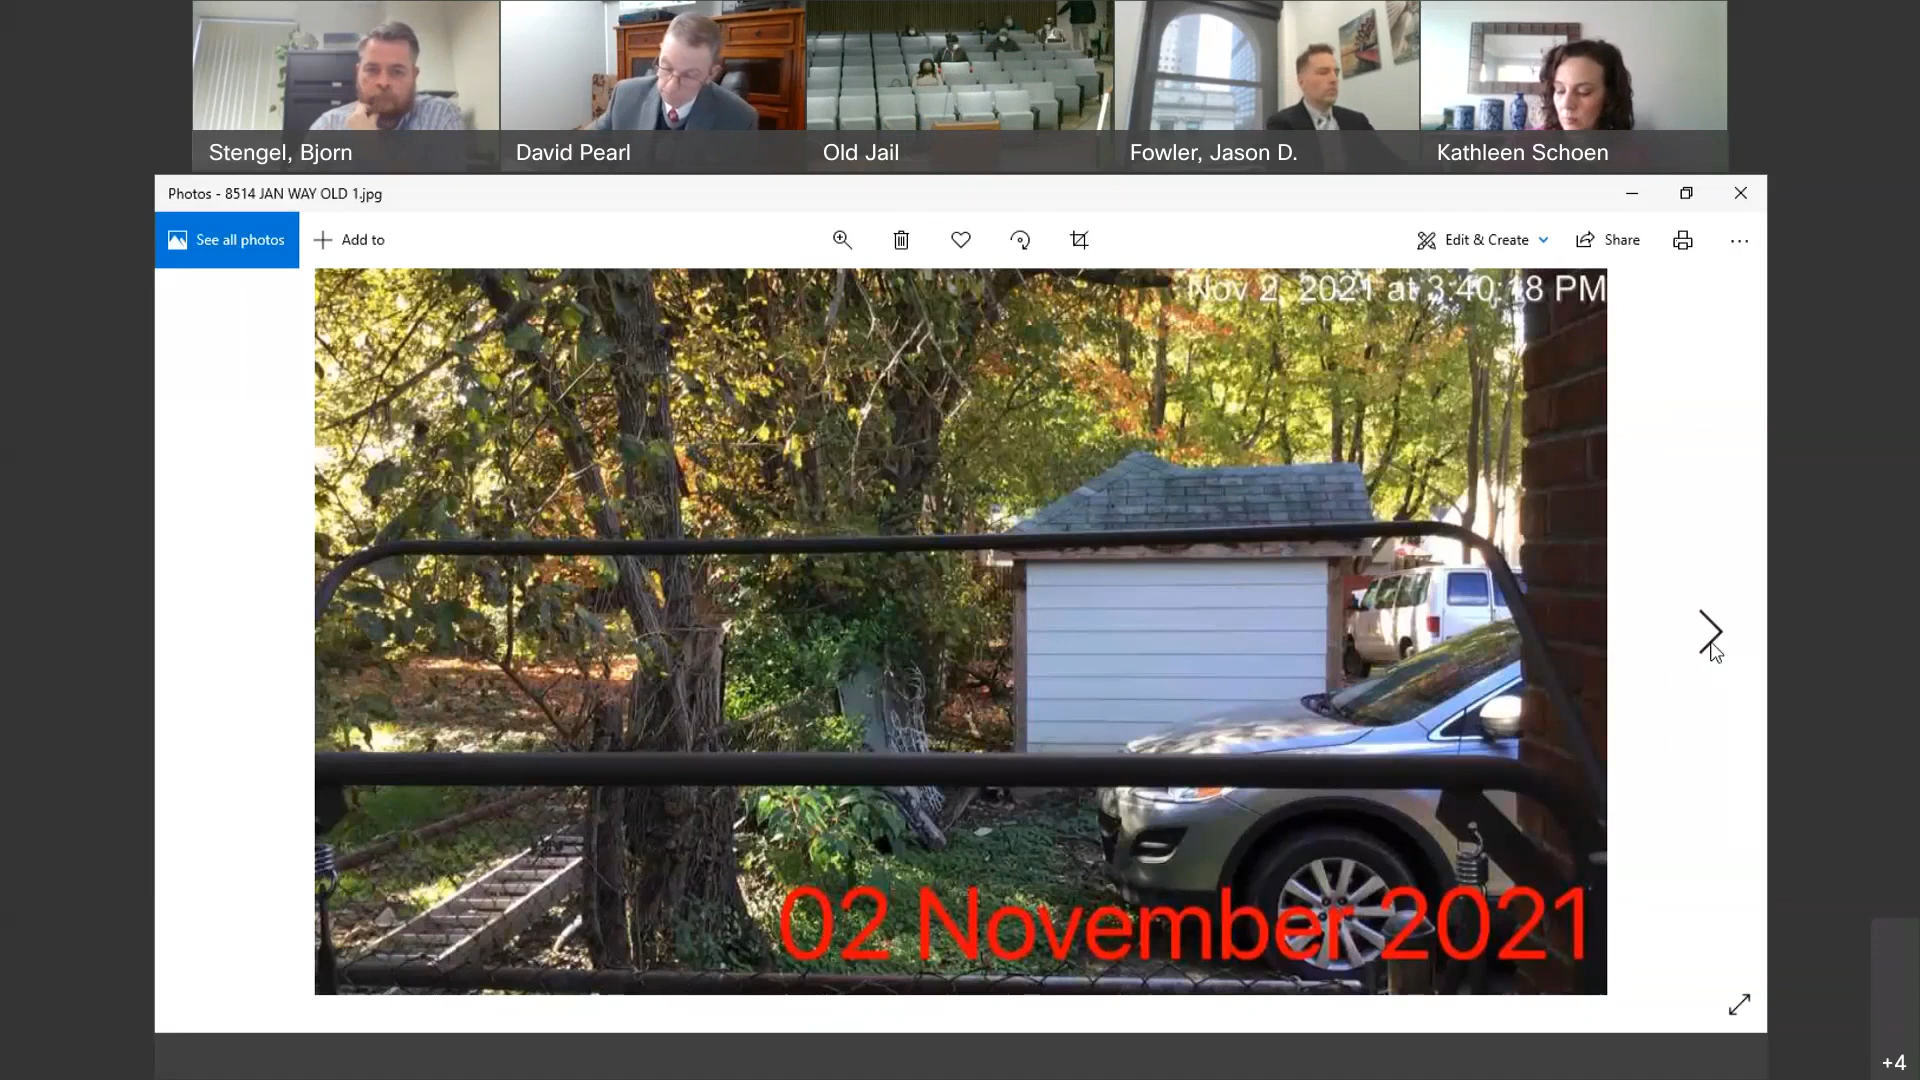 Stengel, Bjorn
David Pearl
Old Jail
Fowler, Jason D.
Kathleen Schoen
Photos - 8514 JAN WAY OLD 1.jpg
See all photos
Add to
Edit & Create
Share
Nov 2, 2021 at 3:40:18 PM
02 November 2021
+4